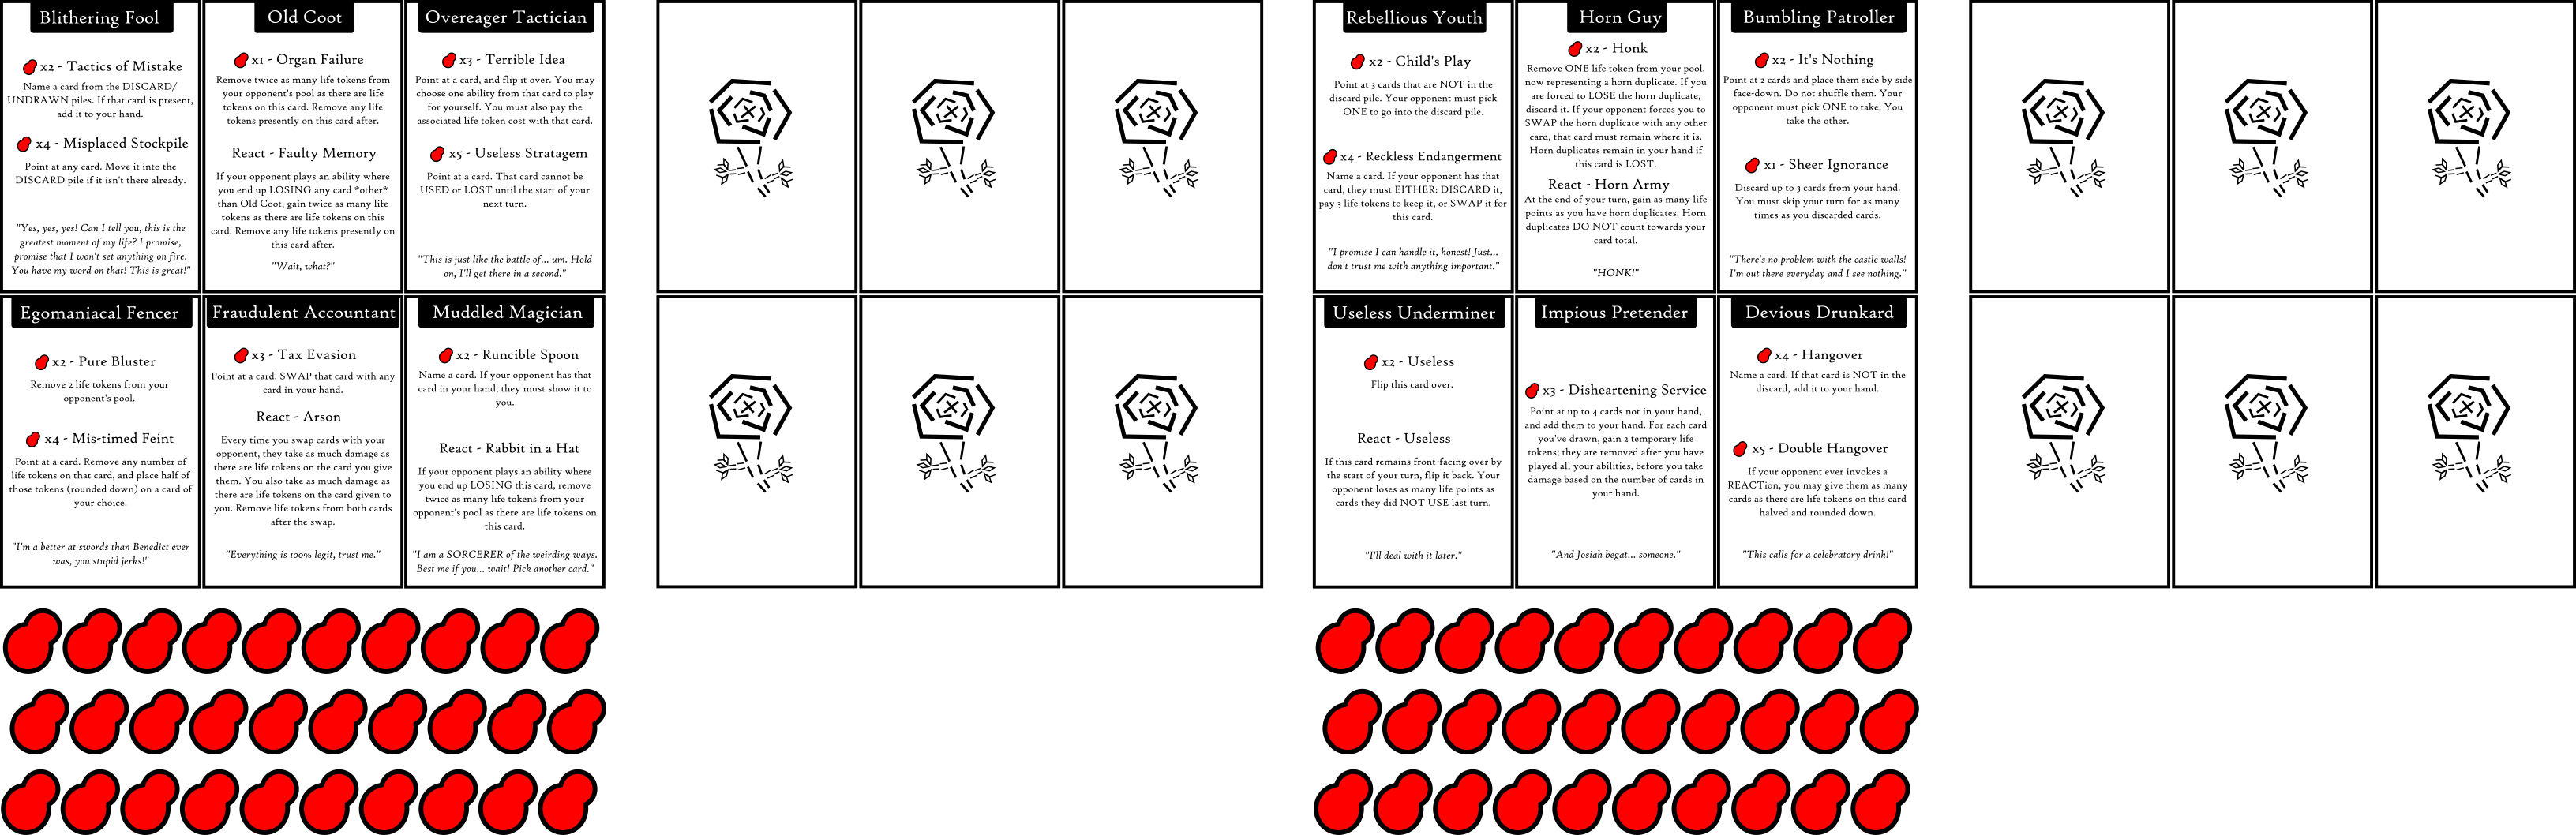 Blithering Fool
x2 - Tactics of Mistake
Name a card from the DISCARD/
UNDRAWN piles. If that card is present,
add it to your hand.
x4 - Misplaced Stockpile
Point at any card. Move it into the
DISCARD pile if it isn't there already.
"Yes, yes, yes! Can I tell you, this is the
greatest moment of my life? I promise,
promise that I won't set anything on fire.
You have my word on that! This is great!"
Old Coot
x1 - Organ Failure
Remove twice as many life tokens from
your opponent's pool as there are life
tokens on this card. Remove any life
tokens presently on this card after.
React - Faulty Memory
If your opponent plays an ability where
you end up LOSING any card *other*
than Old Coot, gain twice as many life
tokens as there are life tokens on this
card. Remove any life tokens presently on
this card after.
"Wait, what?"
Overeager Tactician
x3 - Terrible Idea
Point at a card, and flip it over. You may
choose one ability from that card to play
for yourself. You must also pay the
associated life token cost with that card.
x5 - Useless Stratagem
Point at a card. That card cannot be
USED or LOST until the start of your
next turn.
"This is just like the battle of... um. Hold
on, I'll get there in a second."
Rebellious Youth
x2 - Child's Play
Point at 3 cards that are NOT in the
discard pile. Your opponent must pick
ONE to go into the discard pile.
x4 - Reckless Endangerment
Name a card. If your opponent has that
card, they must EITHER: DISCARD it,
pay 3 life tokens to keep it, or SWAP it for
this card.
"I promise I can handle it, honest! Just...
don't trust me with anything important."
Horn Guy
x2 - Honk
Remove ONE life token from your pool,
now representing a horn duplicate. If you
are forced to LOSE the horn duplicate,
discard it. If your opponent forces you to
SWAP the horn duplicate with any other
card, that card must remain where it is.
Horn duplicates remain in your hand if
this card is LOST.
React - Horn Army
At the end of your turn, gain as many life
points as you have horn duplicates. Horn
duplicates DO NOT count towards your
card total.
"HONK!"
Bumbling Patroller
x2 - It's Nothing
Point at 2 cards and place them side by side
face-down. Do not shuffle them. Your
opponent must pick ONE to take. You
take the other.
x1 - Sheer Ignorance
Discard up to 3 cards from your hand.
You must skip your turn for as many
times as you discarded cards.
"There's no problem with the castle walls!
I'm out there everyday and I see nothing."
Egomaniacal Fencer
x2 - Pure Bluster
Remove 2 life tokens from your
opponent's pool.
x4 - Mis-timed Feint
Point at a card. Remove any number of
life tokens on that card, and place half of
those tokens (rounded down) on a card of
your choice.
"I'm a better at swords than Benedict ever
was, you stupid jerks!"
Fraudulent Accountant
x3 - Tax Evasion
Point at a card. SWAP that card with any
card in your hand.
React - Arson
Every time you swap cards with your
opponent, they take as much damage as
there are life tokens on the card you give
them. You also take as much damage as
there are life tokens on the card given to
you. Remove life tokens from both cards
after the swap.
"Everything is 100% legit, trust me."
Muddled Magician
x2 - Runcible Spoon
Name a card. If your opponent has that
card in your hand, they must show it to
you.
React - Rabbit in a Hat
If your opponent plays an ability where
you end up LOSING this card, remove
twice as many life tokens from your
opponent's pool as there are life tokens on
this card.
"I am a SORCERER of the weirding ways.
Best me if you... wait! Pick another card."
Useless Underminer
x2 - Useless
Flip this card over.
React - Useless
If this card remains front-facing over by
the start of your turn, flip it back. Your
opponent loses as many life points as
cards they did NOT USE last turn.
"I'll deal with it later."
Impious Pretender
x3 - Disheartening Service
Point at up to 4 cards not in your hand,
and add them to your hand. For each card
you've drawn, gain 2 temporary life
tokens; they are removed after you have
played all your abilities, before you take
damage based on the number of cards in
your hand.
"And Josiah begat... someone."
Devious Drunkard
x4 - Hangover
Name a card. If that card is NOT in the
discard, add it to your hand.
x5 - Double Hangover
If your opponent ever invokes a
REACTion, you may give them as many
cards as there are life tokens on this card
halved and rounded down.
"This calls for a celebratory drink!"